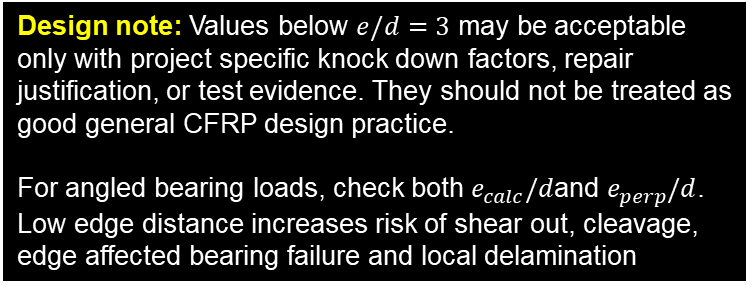 Design note: Values below e/d = 3 may be acceptable
only with project specific knock down factors, repair
justification, or test evidence. They should not be treated as
good general CFRP design practice.
For angled bearing loads, check both e_calc/dand e_perp/d.
Low edge distance increases risk of shear out, cleavage,
edge affected bearing failure and local delamination